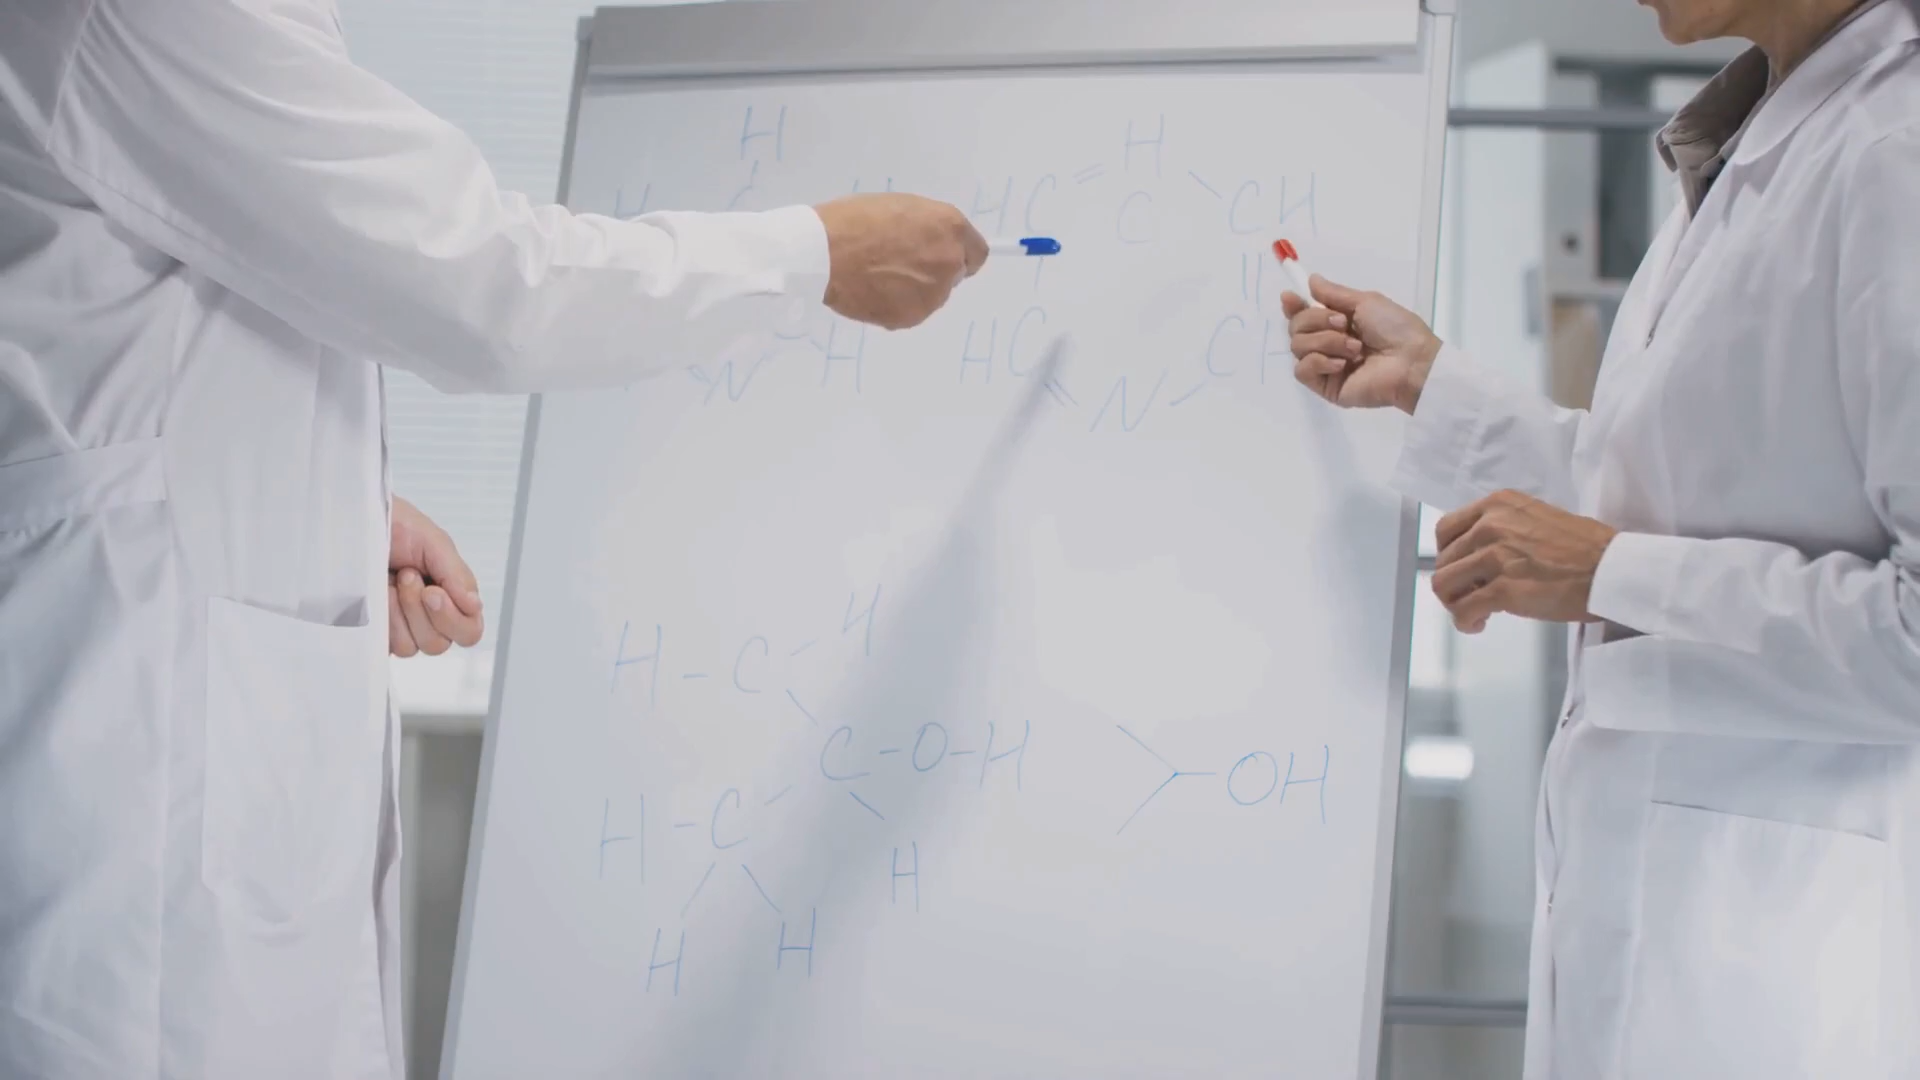 H H
H C HC = C \ CH
| ||
HC CH
N - H \\ N -
H - C - H
\
C - O - H OH
H - C -
H
H H